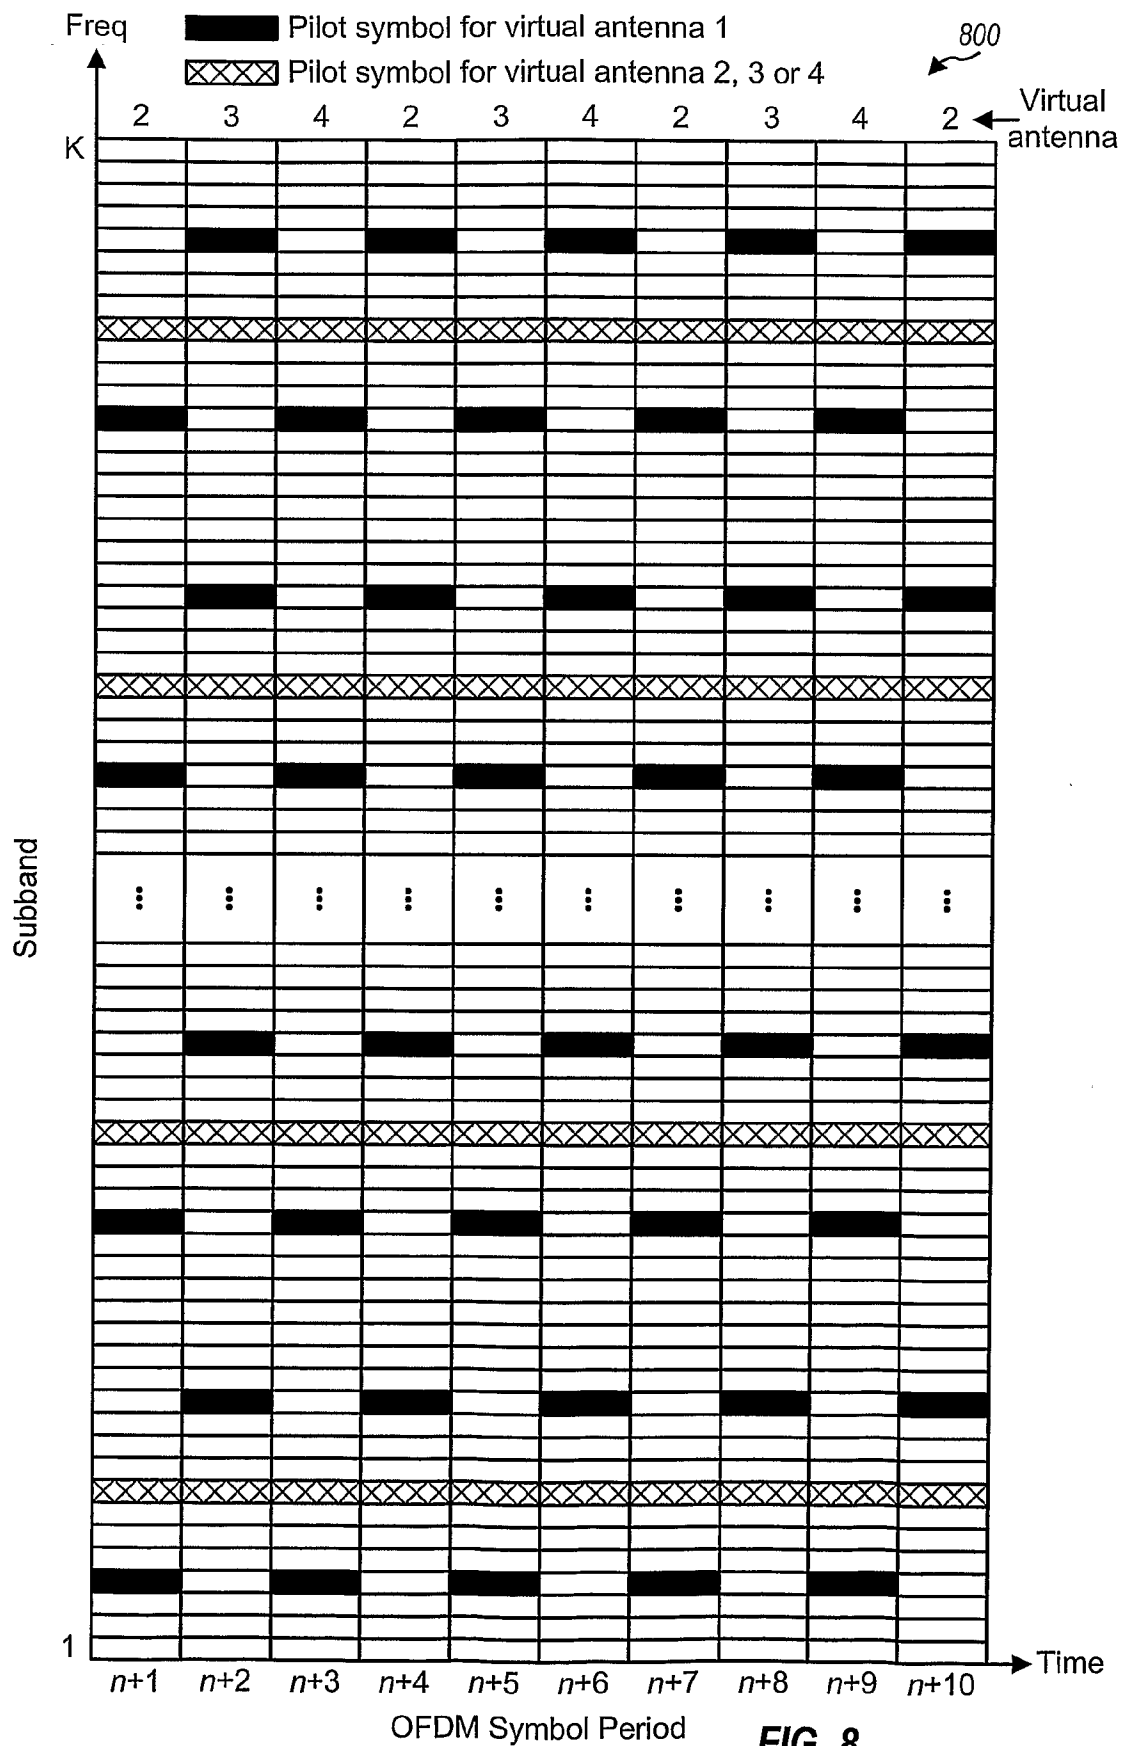 Freq
Pilot symbol for virtual antenna 1
800
Pilot symbol for virtual antenna 2, 3 or 4
2 3 4 2 3 4 2 3 4 2
Virtual
antenna
K
Subband
1
Time
n+1 n+2 n+3 n+4 n+5 n+6 n+7 n+8 n+9 n+10
OFDM Symbol Period
FIG. 8